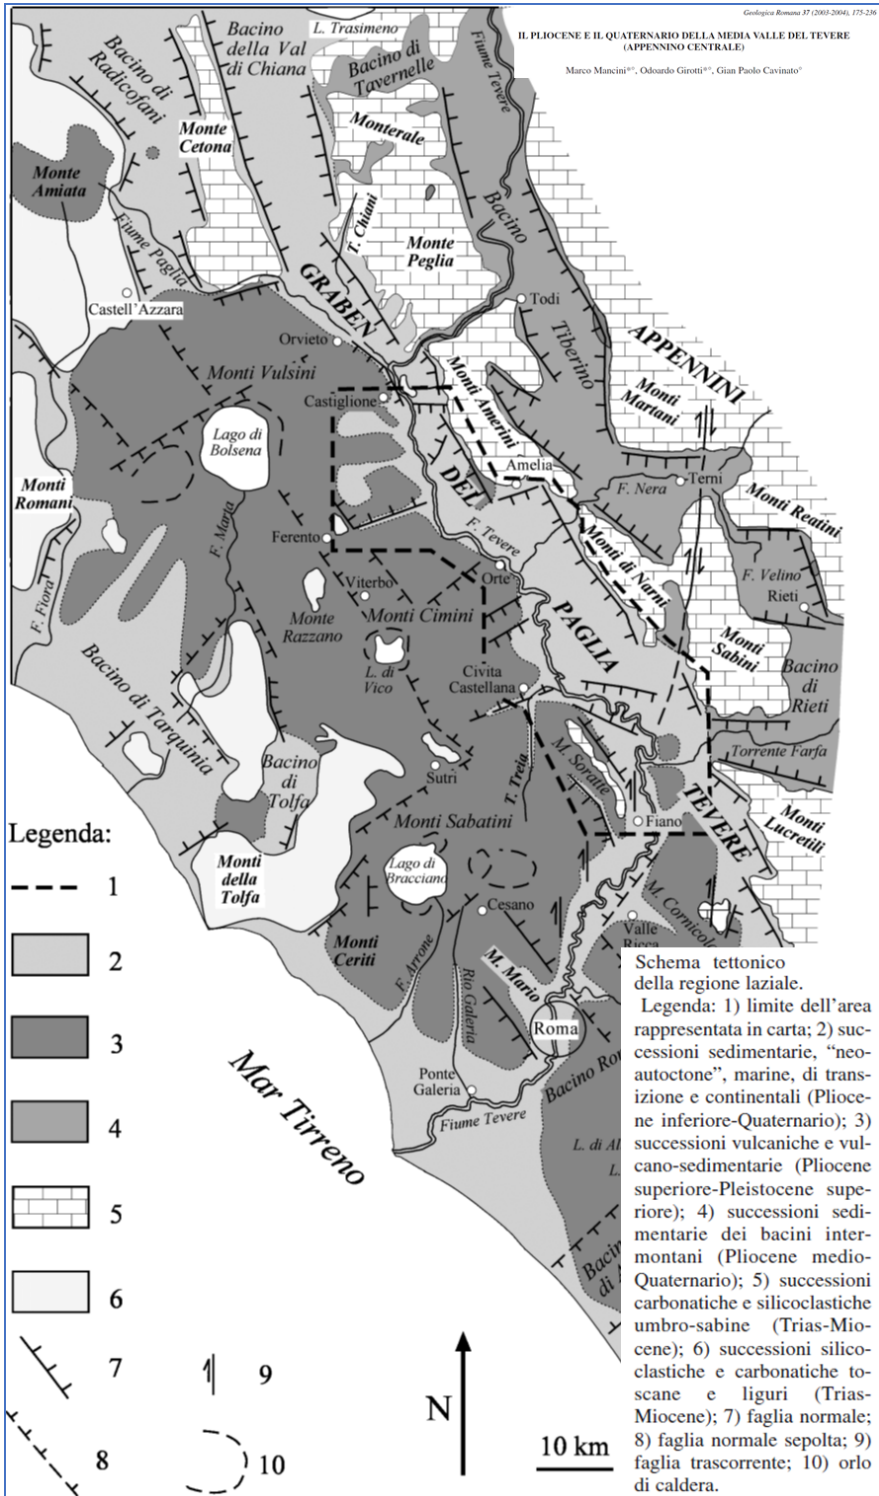 Geologica Romana 37 (2003-2004), 175-236
IL PLIOCENE E IL QUATERNARIO DELLA MEDIA VALLE DEL TEVERE
(APPENNINO CENTRALE)
Marco Mancini*°, Odoardo Girotti*°, Gian Paolo Cavinato°
L. Trasimeno
Bacino
della Val
di Chiana
Bacino di
Radicofani
Bacino di
Tavernelle
Fiume Tevere
Monte
Cetona
Monterale
Monte
Amiata
Fiume Paglia
T. Chiani
Monte
Peglia
Bacino
Tiberino
Castell'Azzara
GRABEN
Todi
Orvieto
APPENNINI
Monti Vulsini
Monti Amerini
Monti
Martani
Castiglione
Lago di
Bolsena
DEL
Amelia
Terni
F. Nera
Monti
Romani
Monti Reatini
F. Marta
F. Tevere
Ferento
Monti di Narni
F. Velino
Rieti
F. Fiora
Viterbo
Orte
Monte
Razzano
Monti Cimini
PAGLIA
Monti
Sabini
L. di
Vico
Civita
Castellana
Bacino
di
Rieti
Bacino di Tarquinia
Torrente Farfa
Bacino
di
Tolfa
Sutri
T. Treia
M. Soratte
TEVERE
Monti Sabatini
Fiano
Monti
Lucretili
Monti
della
Tolfa
Lago di
Bracciano
M. Cornicol
Cesano
Valle
Ricca
Monti
Ceriti
F. Arrone
Rio Galeria
M. Mario
Roma
Ponte
Galeria
Bacino Ro
Fiume Tevere
Mar Tirreno
L. di Al
L.
Bacin
di
Legenda:
1
2
3
4
5
6
7
9
8
10
N
10 km
Schema tettonico
della regione laziale.
Legenda: 1) limite dell'area
rappresentata in carta; 2) suc-
cessioni sedimentarie, "neo-
autoctone", marine, di trans-
izione e continentali (Plioce-
ne inferiore-Quaternario); 3)
successioni vulcaniche e vul-
cano-sedimentarie (Pliocene
superiore-Pleistocene supe-
riore); 4) successioni sedi-
mentarie dei bacini inter-
montani (Pliocene medio-
Quaternario); 5) successioni
carbonatiche e silicoclastiche
umbro-sabine (Trias-Mio-
cene); 6) successioni silico-
clastiche e carbonatiche to-
scane e liguri (Trias-
Miocene); 7) faglia normale;
8) faglia normale sepolta; 9)
faglia trascorrente; 10) orlo
di caldera.